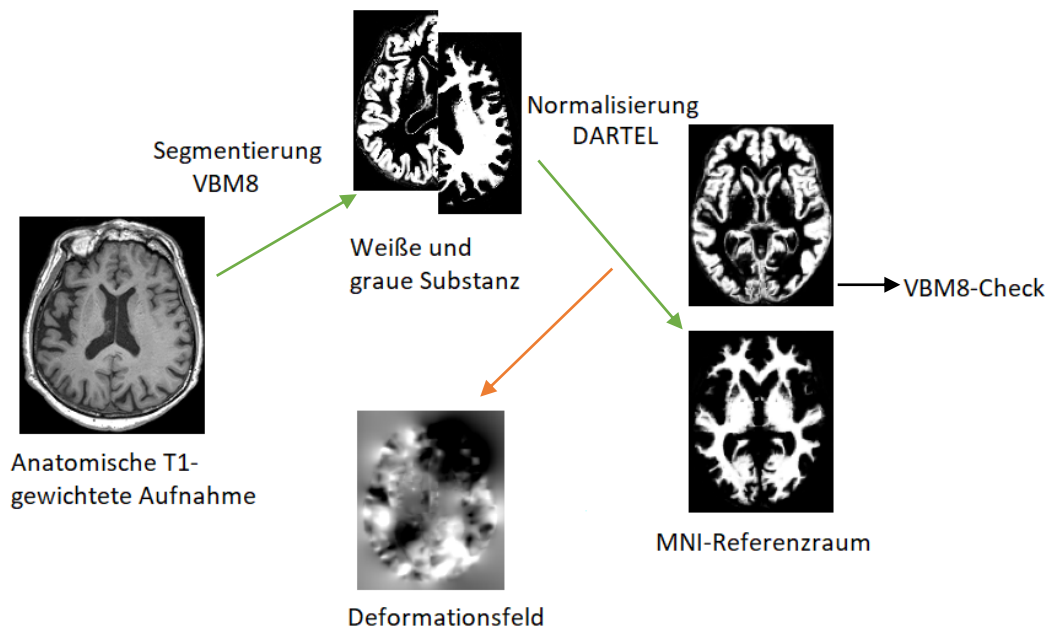 Segmentierung
VBM8
Normalisierung
DARTEL
Weiße und
graue Substanz
VBM8-Check
Anatomische T1-
gewichtete Aufnahme
MNI-Referenzraum
Deformationsfeld